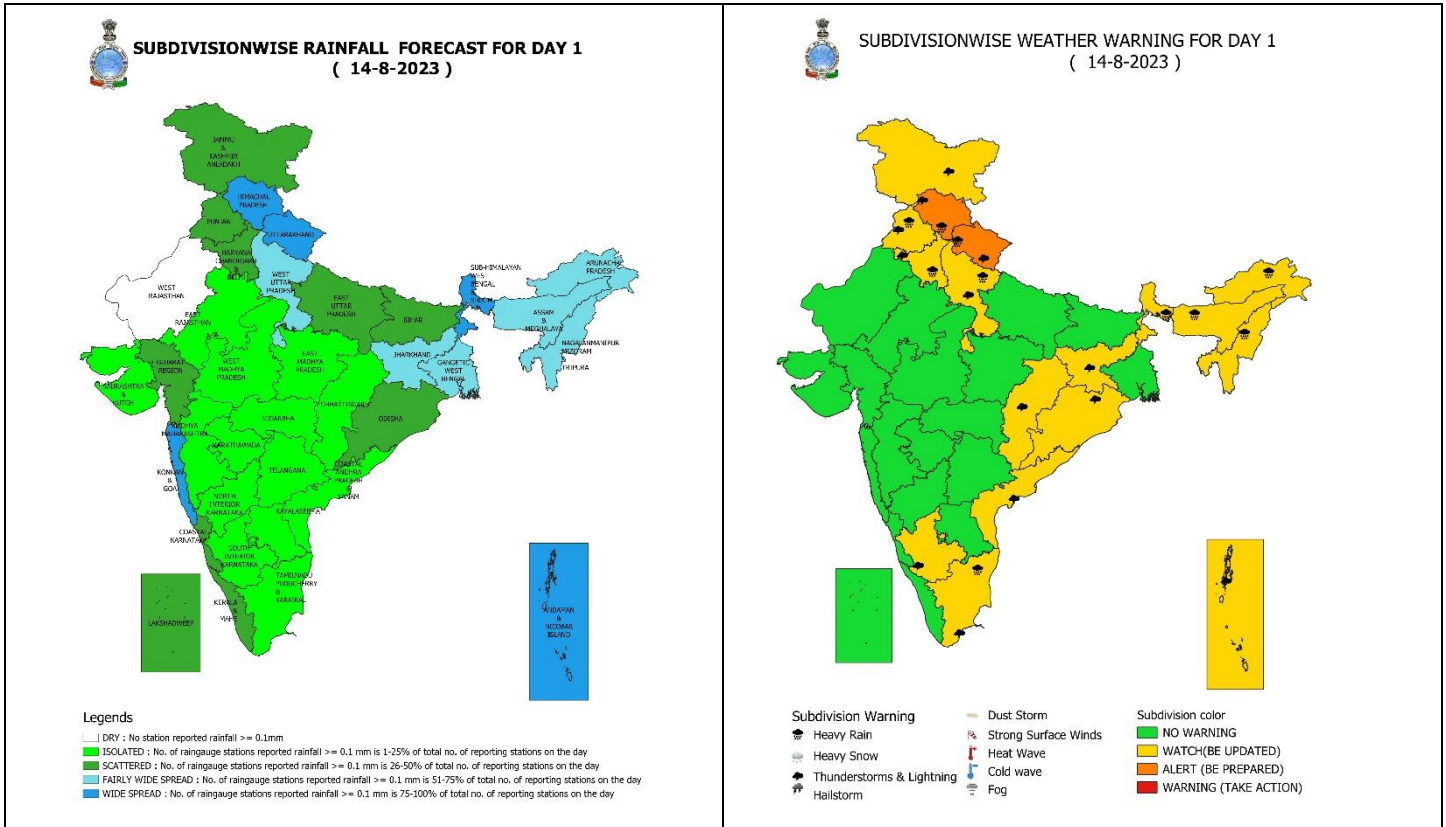 SUBDIVISIONWISE RAINFALL FORECAST FOR DAY 1
( 14-8-2023 )
JAMMU
&
KASHMIR
ANLADAKH
HIMACHAL
PRADESH
PUNJAB
UTTARAKHAND
HARYANA
CHANDIGARH
&
DELHI
WEST
UTTAR
PRADESH
WEST
RAJASTHAN
EAST
RAJASTHAN
EAST
UTTAR
PRADESH
BIHAR
SUB-HIMALAYAN
WEST
BENGAL
&
ARUNACHAL
PRADESH
ASSAM
&
MEGHALAYA
NAGALANMANIPUR
MIZORAM
&
TRIPURA
JHARKHAND
GANGETIC
WEST
BENGAL
GUJARAT
REGION
SAURASHTRA
&
KUTCH
WEST
MADHYA
PRADESH
EAST
MADHYA
PRADESH
CHHATTISGARH
ODISHA
VIDARBHA
MADHYA
MAHARASHTRA
MARATHAWADA
KONKAN
&
GOA
TELANGANA
COASTAL
ANDHRA
PRADESH
&
YANAM
NORTH
INTERIOR
KARNATAKA
RAYALASEEMA
COASTAL
KARNATAKA
SOUTH
INTERIOR
KARNATAKA
TAMILNADU
PUDUCHERRY
&
KARAIKAL
KERALA
&
MAHE
LAKSHADWEEP
ANDAMAN
&
NICOBAR
ISLAND
Legends
DRY : No station reported rainfall >= 0.1mm
ISOLATED : No. of raingauge stations reported rainfall >= 0.1 mm is 1-25% of total no. of reporting stations on the day
SCATTERED : No. of raingauge stations reported rainfall >= 0.1 mm is 26-50% of total no. of reporting stations on the day
FAIRLY WIDE SPREAD : No. of raingauge stations reported rainfall >= 0.1 mm is 51-75% of total no. of reporting stations on the day
WIDE SPREAD : No. of raingauge stations reported rainfall >= 0.1 mm is 75-100% of total no. of reporting stations on the day
SUBDIVISIONWISE WEATHER WARNING FOR DAY 1
( 14-8-2023 )
Subdivision Warning
Heavy Rain
Heavy Snow
Thunderstorms & Lightning
Hailstorm
Dust Storm
Strong Surface Winds
Heat Wave
Cold wave
Fog
Subdivision color
NO WARNING
WATCH(BE UPDATED)
ALERT (BE PREPARED)
WARNING (TAKE ACTION)